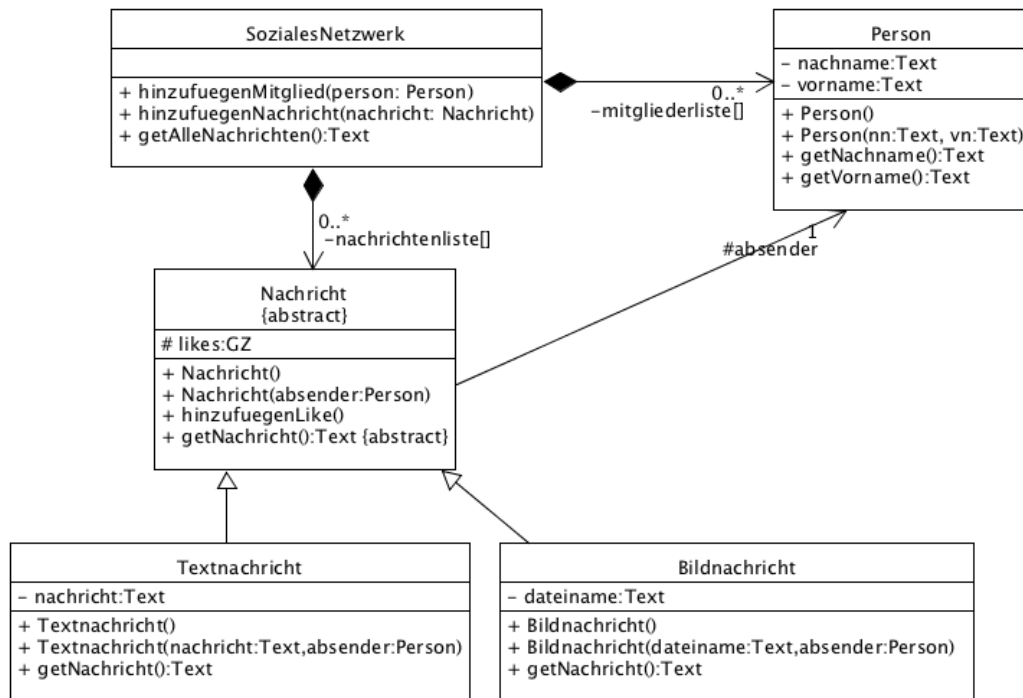 SozialesNetzwerk
+ hinzufuegenMitglied(person: Person)
+ hinzufuegenNachricht(nachricht: Nachricht)
+ getAlleNachrichten():Text
0..*
-mitgliederliste[]
Person
- nachname:Text
- vorname:Text
+ Person()
+ Person(nn:Text, vn:Text)
+ getNachname():Text
+ getVorname():Text
0..*
-nachrichtenliste[]
1
#absender
Nachricht
{abstract}
# likes:GZ
+ Nachricht()
+ Nachricht(absender:Person)
+ hinzufuegenLike()
+ getNachricht():Text {abstract}
Textnachricht
- nachricht:Text
+ Textnachricht()
+ Textnachricht(nachricht:Text,absender:Person)
+ getNachricht():Text
Bildnachricht
- dateiname:Text
+ Bildnachricht()
+ Bildnachricht(dateiname:Text,absender:Person)
+ getNachricht():Text